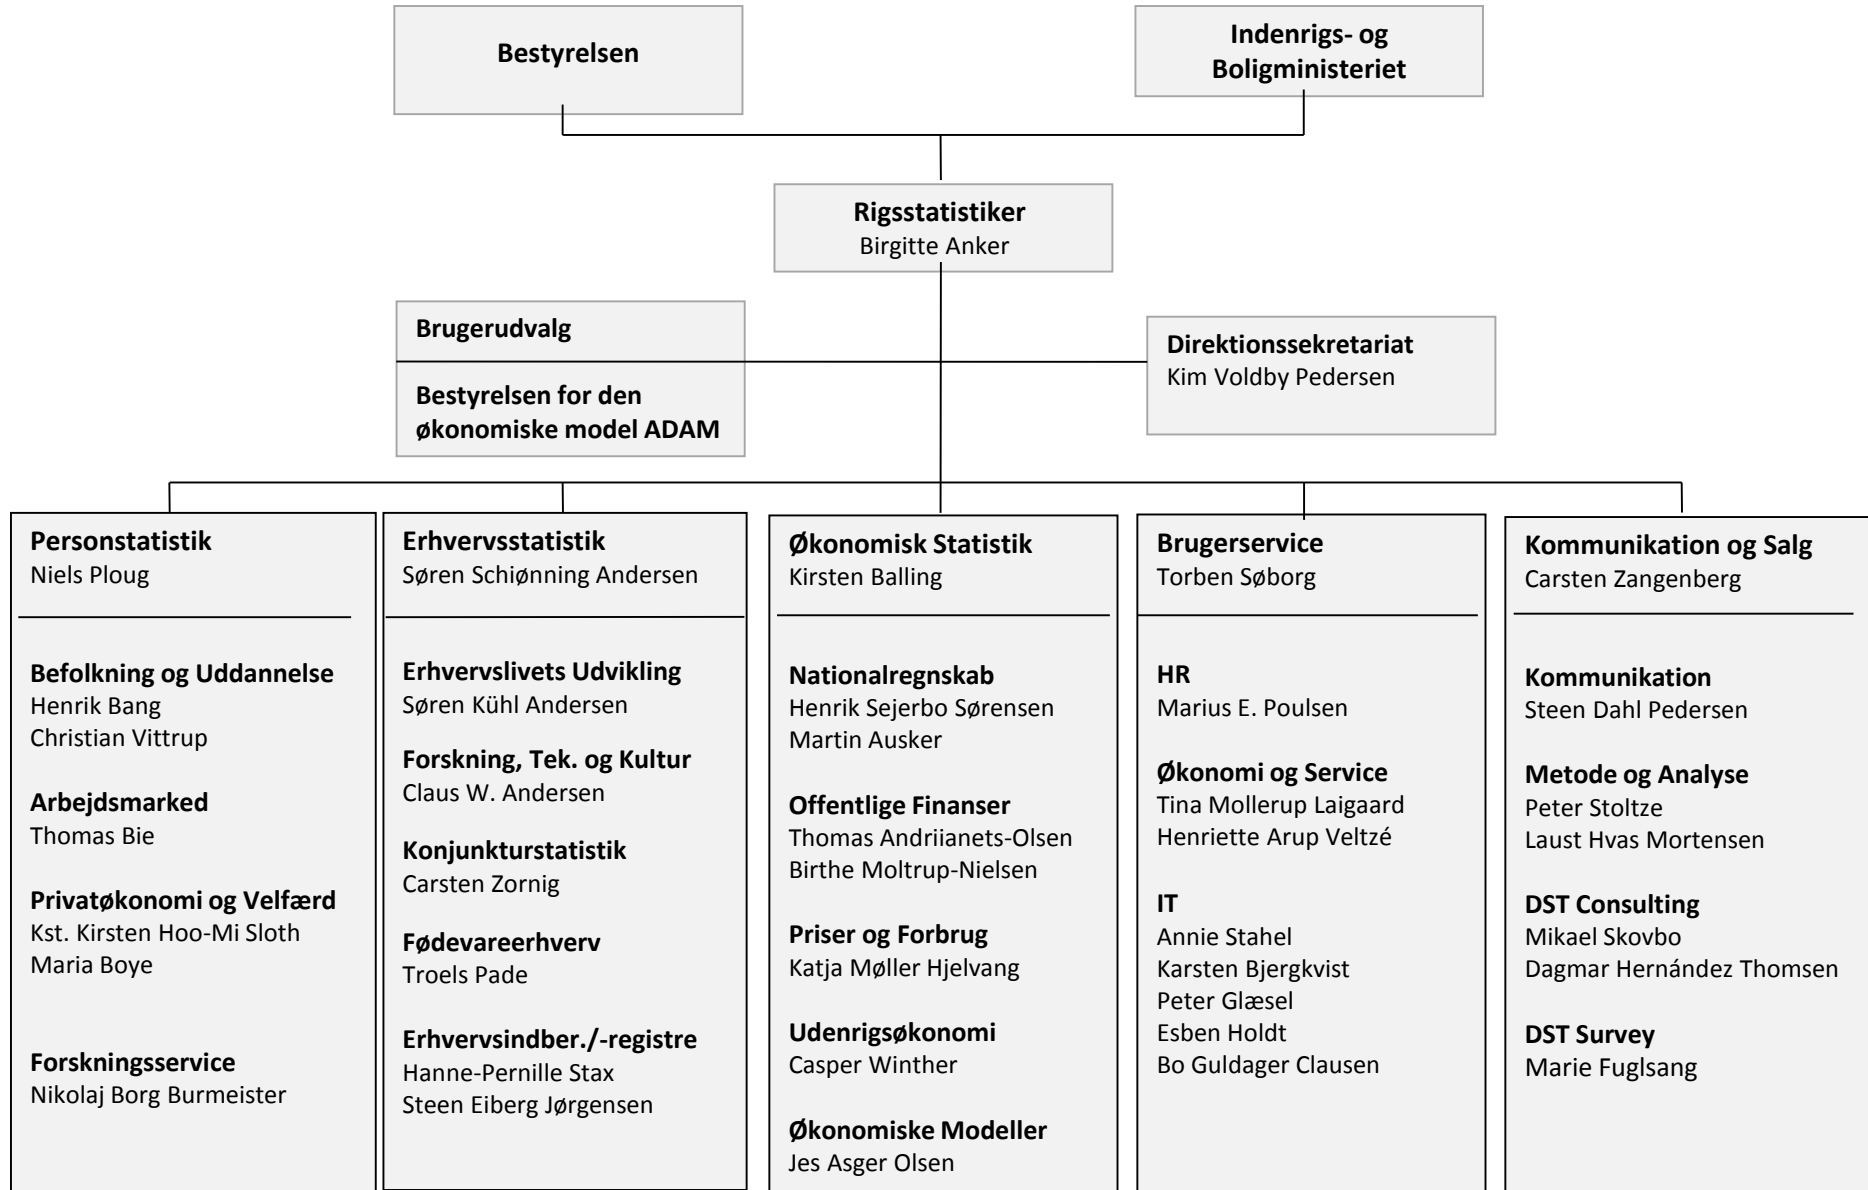 Bestyrelsen
Indenrigs- og
Boligministeriet
Rigsstatistiker
Birgitte Anker
Brugerudvalg
Bestyrelsen for den
økonomiske model ADAM
Direktionssekretariat
Kim Voldby Pedersen
Personstatistik
Niels Ploug
Befolkning og Uddannelse
Henrik Bang
Christian Vittrup
Arbejdsmarked
Thomas Bie
Privatøkonomi og Velfærd
Kst. Kirsten Hoo-Mi Sloth
Maria Boye
Forskningsservice
Nikolaj Borg Burmeister
Erhvervsstatistik
Søren Schiønning Andersen
Erhvervslivets Udvikling
Søren Kühl Andersen
Forskning, Tek. og Kultur
Claus W. Andersen
Konjunkturstatistik
Carsten Zornig
Fødevareerhverv
Troels Pade
Erhvervsindber./-registre
Hanne-Pernille Stax
Steen Eiberg Jørgensen
Økonomisk Statistik
Kirsten Balling
Nationalregnskab
Henrik Sejerbo Sørensen
Martin Ausker
Offentlige Finanser
Thomas Andriianets-Olsen
Birthe Moltrup-Nielsen
Priser og Forbrug
Katja Møller Hjelvang
Udenrigsøkonomi
Casper Winther
Økonomiske Modeller
Jes Asger Olsen
Brugerservice
Torben Søborg
HR
Marius E. Poulsen
Økonomi og Service
Tina Mollerup Laigaard
Henriette Arup Veltzé
IT
Annie Stahel
Karsten Bjergkvist
Peter Glæsel
Esben Holdt
Bo Guldager Clausen
Kommunikation og Salg
Carsten Zangenberg
Kommunikation
Steen Dahl Pedersen
Metode og Analyse
Peter Stoltze
Laust Hvas Mortensen
DST Consulting
Mikael Skovbo
Dagmar Hernández Thomsen
DST Survey
Marie Fuglsang